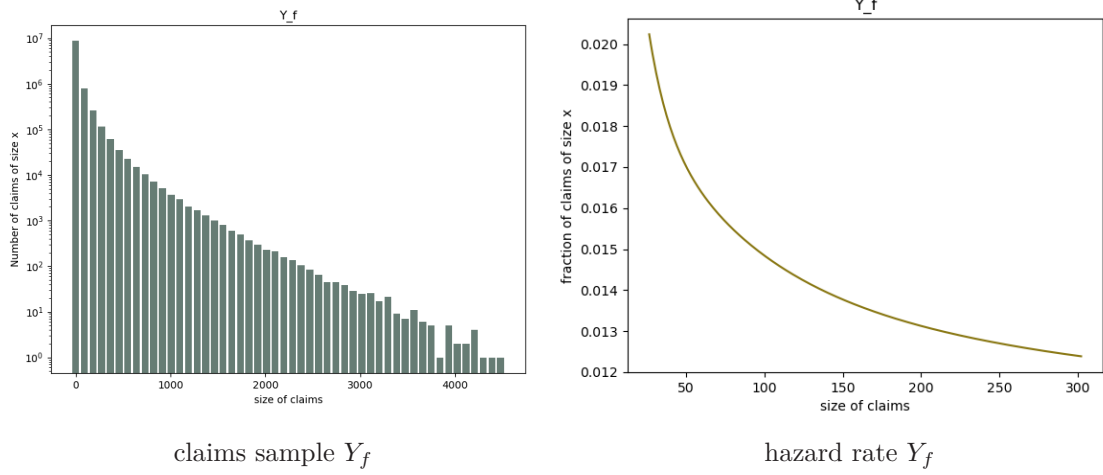 Y_f
Number of claims of size x
10^7
10^6
10^5
10^4
10^3
10^2
10^1
10^0
0 1000 2000 3000 4000
size of claims
claims sample Y_f
Y_f
fraction of claims of size x
0.020
0.019
0.018
0.017
0.016
0.015
0.014
0.013
0.012
50 100 150 200 250 300
size of claims
hazard rate Y_f